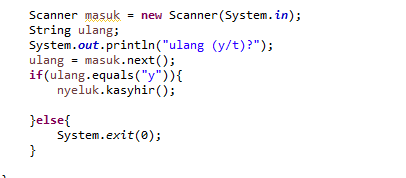 Scanner masuk = new Scanner(System.in);
String ulang;
System.out.println("ulang (y/t)?");
ulang = masuk.next();
if(ulang.equals("y")){
nyeluk.kasyhir();
}else{
System.exit(0);
}